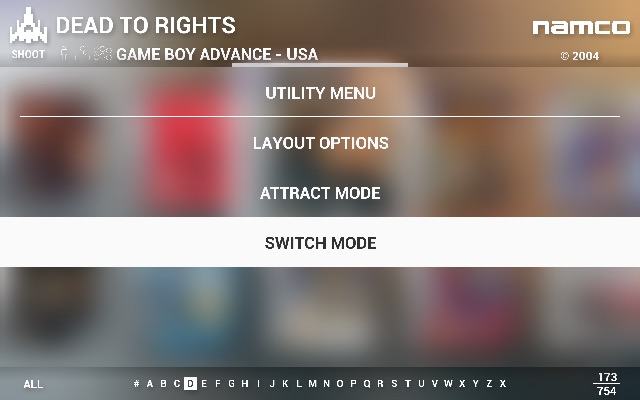 DEAD TO RIGHTS
namco
SHOOT
GAME BOY ADVANCE - USA
© 2004
UTILITY MENU
LAYOUT OPTIONS
ATTRACT MODE
SWITCH MODE
ALL
# A B C D E F G H I J K L M N O P Q R S T U V W X Y Z X
173
754